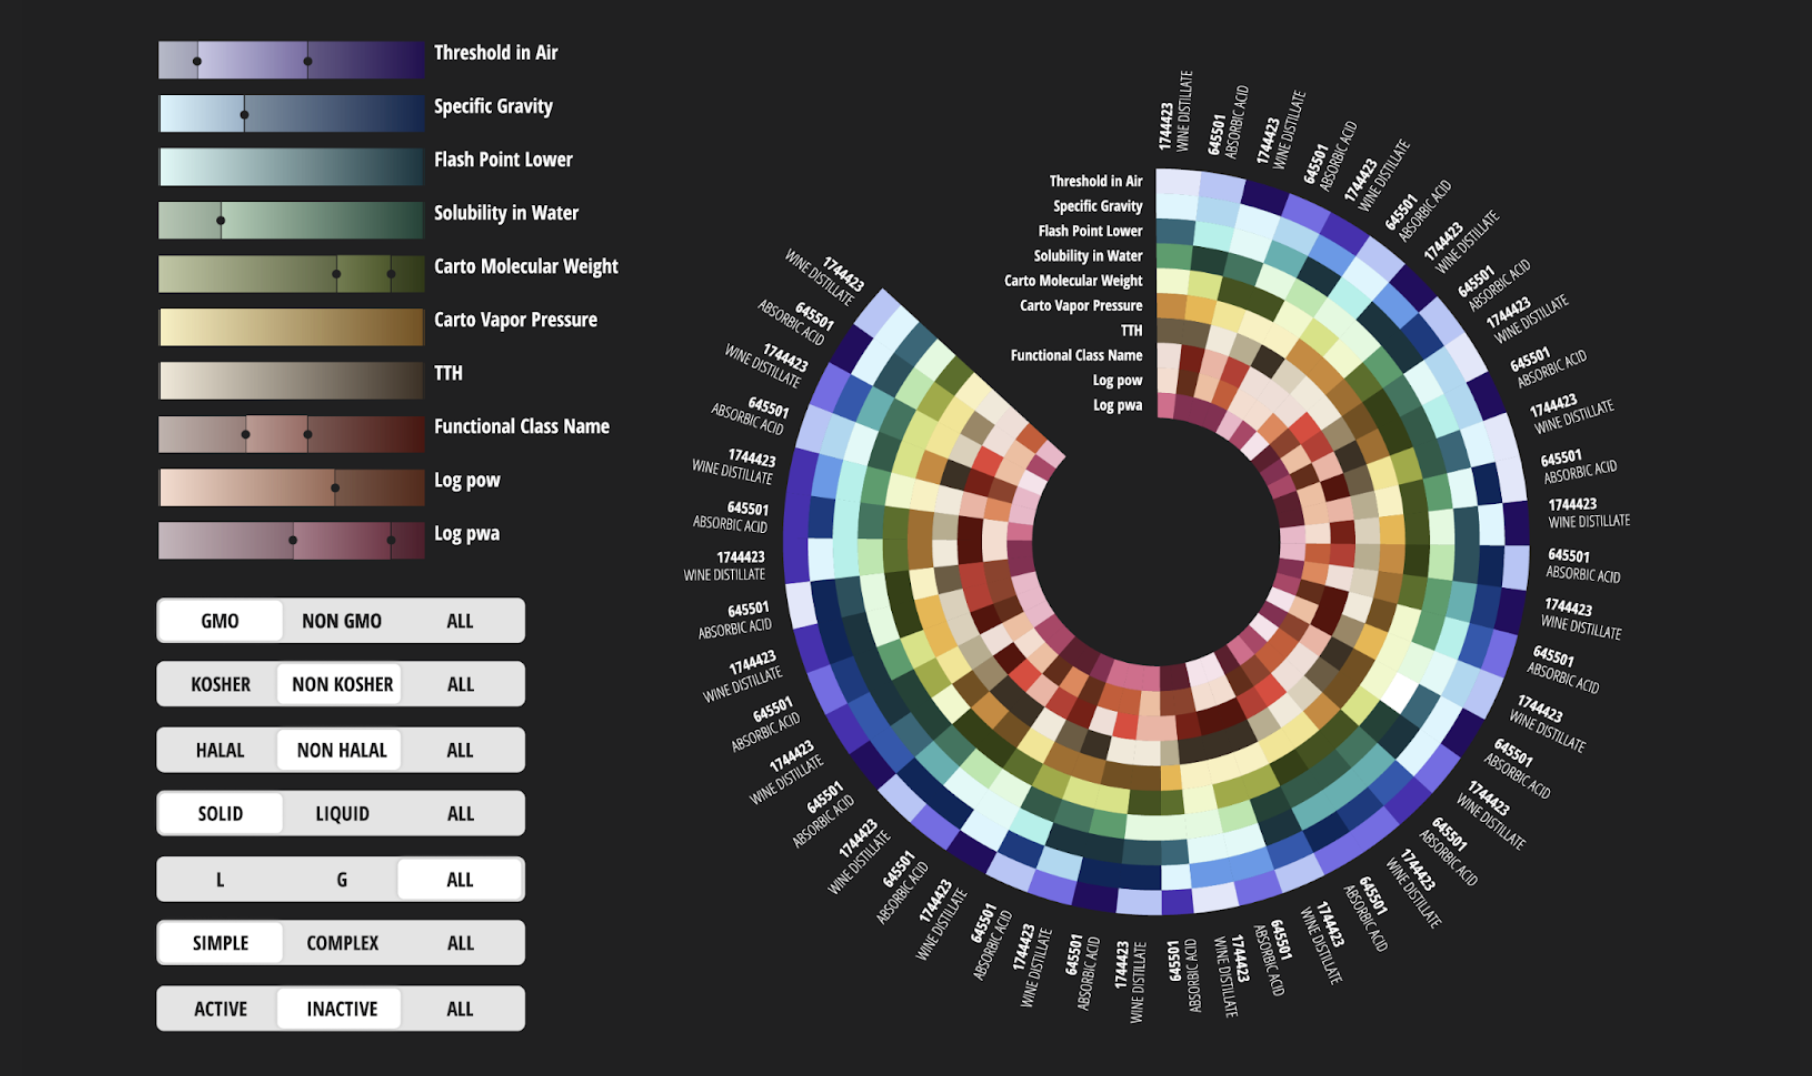 Threshold in Air
Specific Gravity
Flash Point Lower
Solubility in Water
Carto Molecular Weight
Carto Vapor Pressure
TTH
Functional Class Name
Log pow
Log pwa
GMO NON GMO ALL
KOSHER NON KOSHER ALL
HALAL NON HALAL ALL
SOLID LIQUID ALL
L G ALL
SIMPLE COMPLEX ALL
ACTIVE INACTIVE ALL
Threshold in Air
Specific Gravity
Flash Point Lower
Solubility in Water
Carto Molecular Weight
Carto Vapor Pressure
TTH
Functional Class Name
Log pow
Log pwa
1744423
WINE DISTILLATE
645501
ABSORBIC ACID
1744423
WINE DISTILLATE
645501
ABSORBIC ACID
1744423
WINE DISTILLATE
645501
ABSORBIC ACID
1744423
WINE DISTILLATE
645501
ABSORBIC ACID
1744423
WINE DISTILLATE
645501
ABSORBIC ACID
1744423
WINE DISTILLATE
645501
ABSORBIC ACID
1744423
WINE DISTILLATE
645501
ABSORBIC ACID
1744423
WINE DISTILLATE
645501
ABSORBIC ACID
1744423
WINE DISTILLATE
645501
ABSORBIC ACID
1744423
WINE DISTILLATE
645501
ABSORBIC ACID
1744423
WINE DISTILLATE
645501
ABSORBIC ACID
1744423
WINE DISTILLATE
645501
ABSORBIC ACID
1744423
WINE DISTILLATE
645501
ABSORBIC ACID
1744423
WINE DISTILLATE
645501
ABSORBIC ACID
1744423
WINE DISTILLATE
645501
ABSORBIC ACID
1744423
WINE DISTILLATE
645501
ABSORBIC ACID
1744423
WINE DISTILLATE
645501
ABSORBIC ACID
1744423
WINE DISTILLATE
645501
ABSORBIC ACID
1744423
WINE DISTILLATE
645501
ABSORBIC ACID
1744423
WINE DISTILLATE
645501
ABSORBIC ACID
1744423
WINE DISTILLATE
645501
ABSORBIC ACID
1744423
WINE DISTILLATE
645501
ABSORBIC ACID
1744423
WINE DISTILLATE